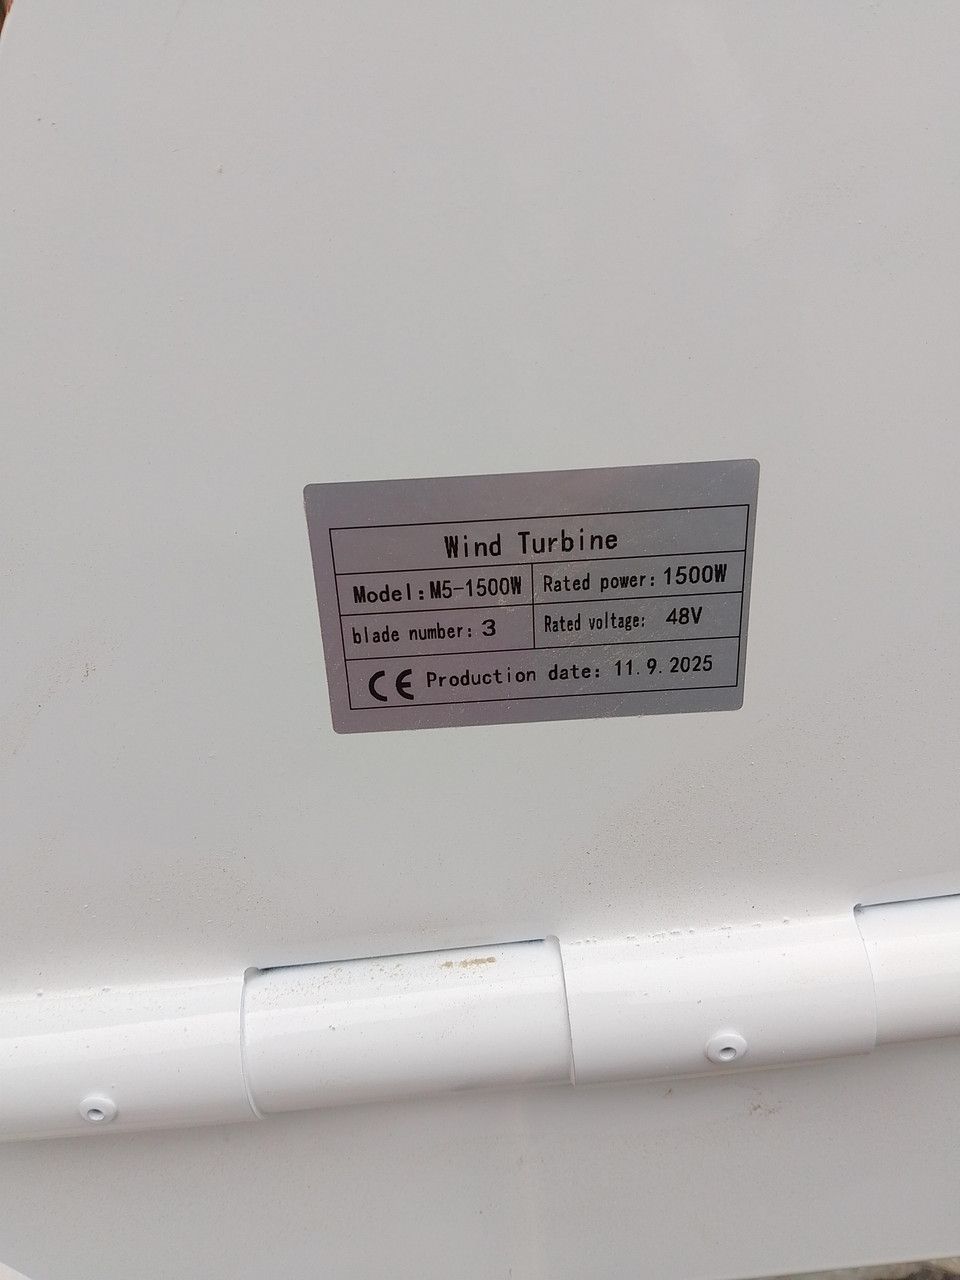 Wind Turbine
Model:M5-1500W Rated power: 1500W
blade number: 3 Rated voltage: 48V
CE Production date: 11.9.2025